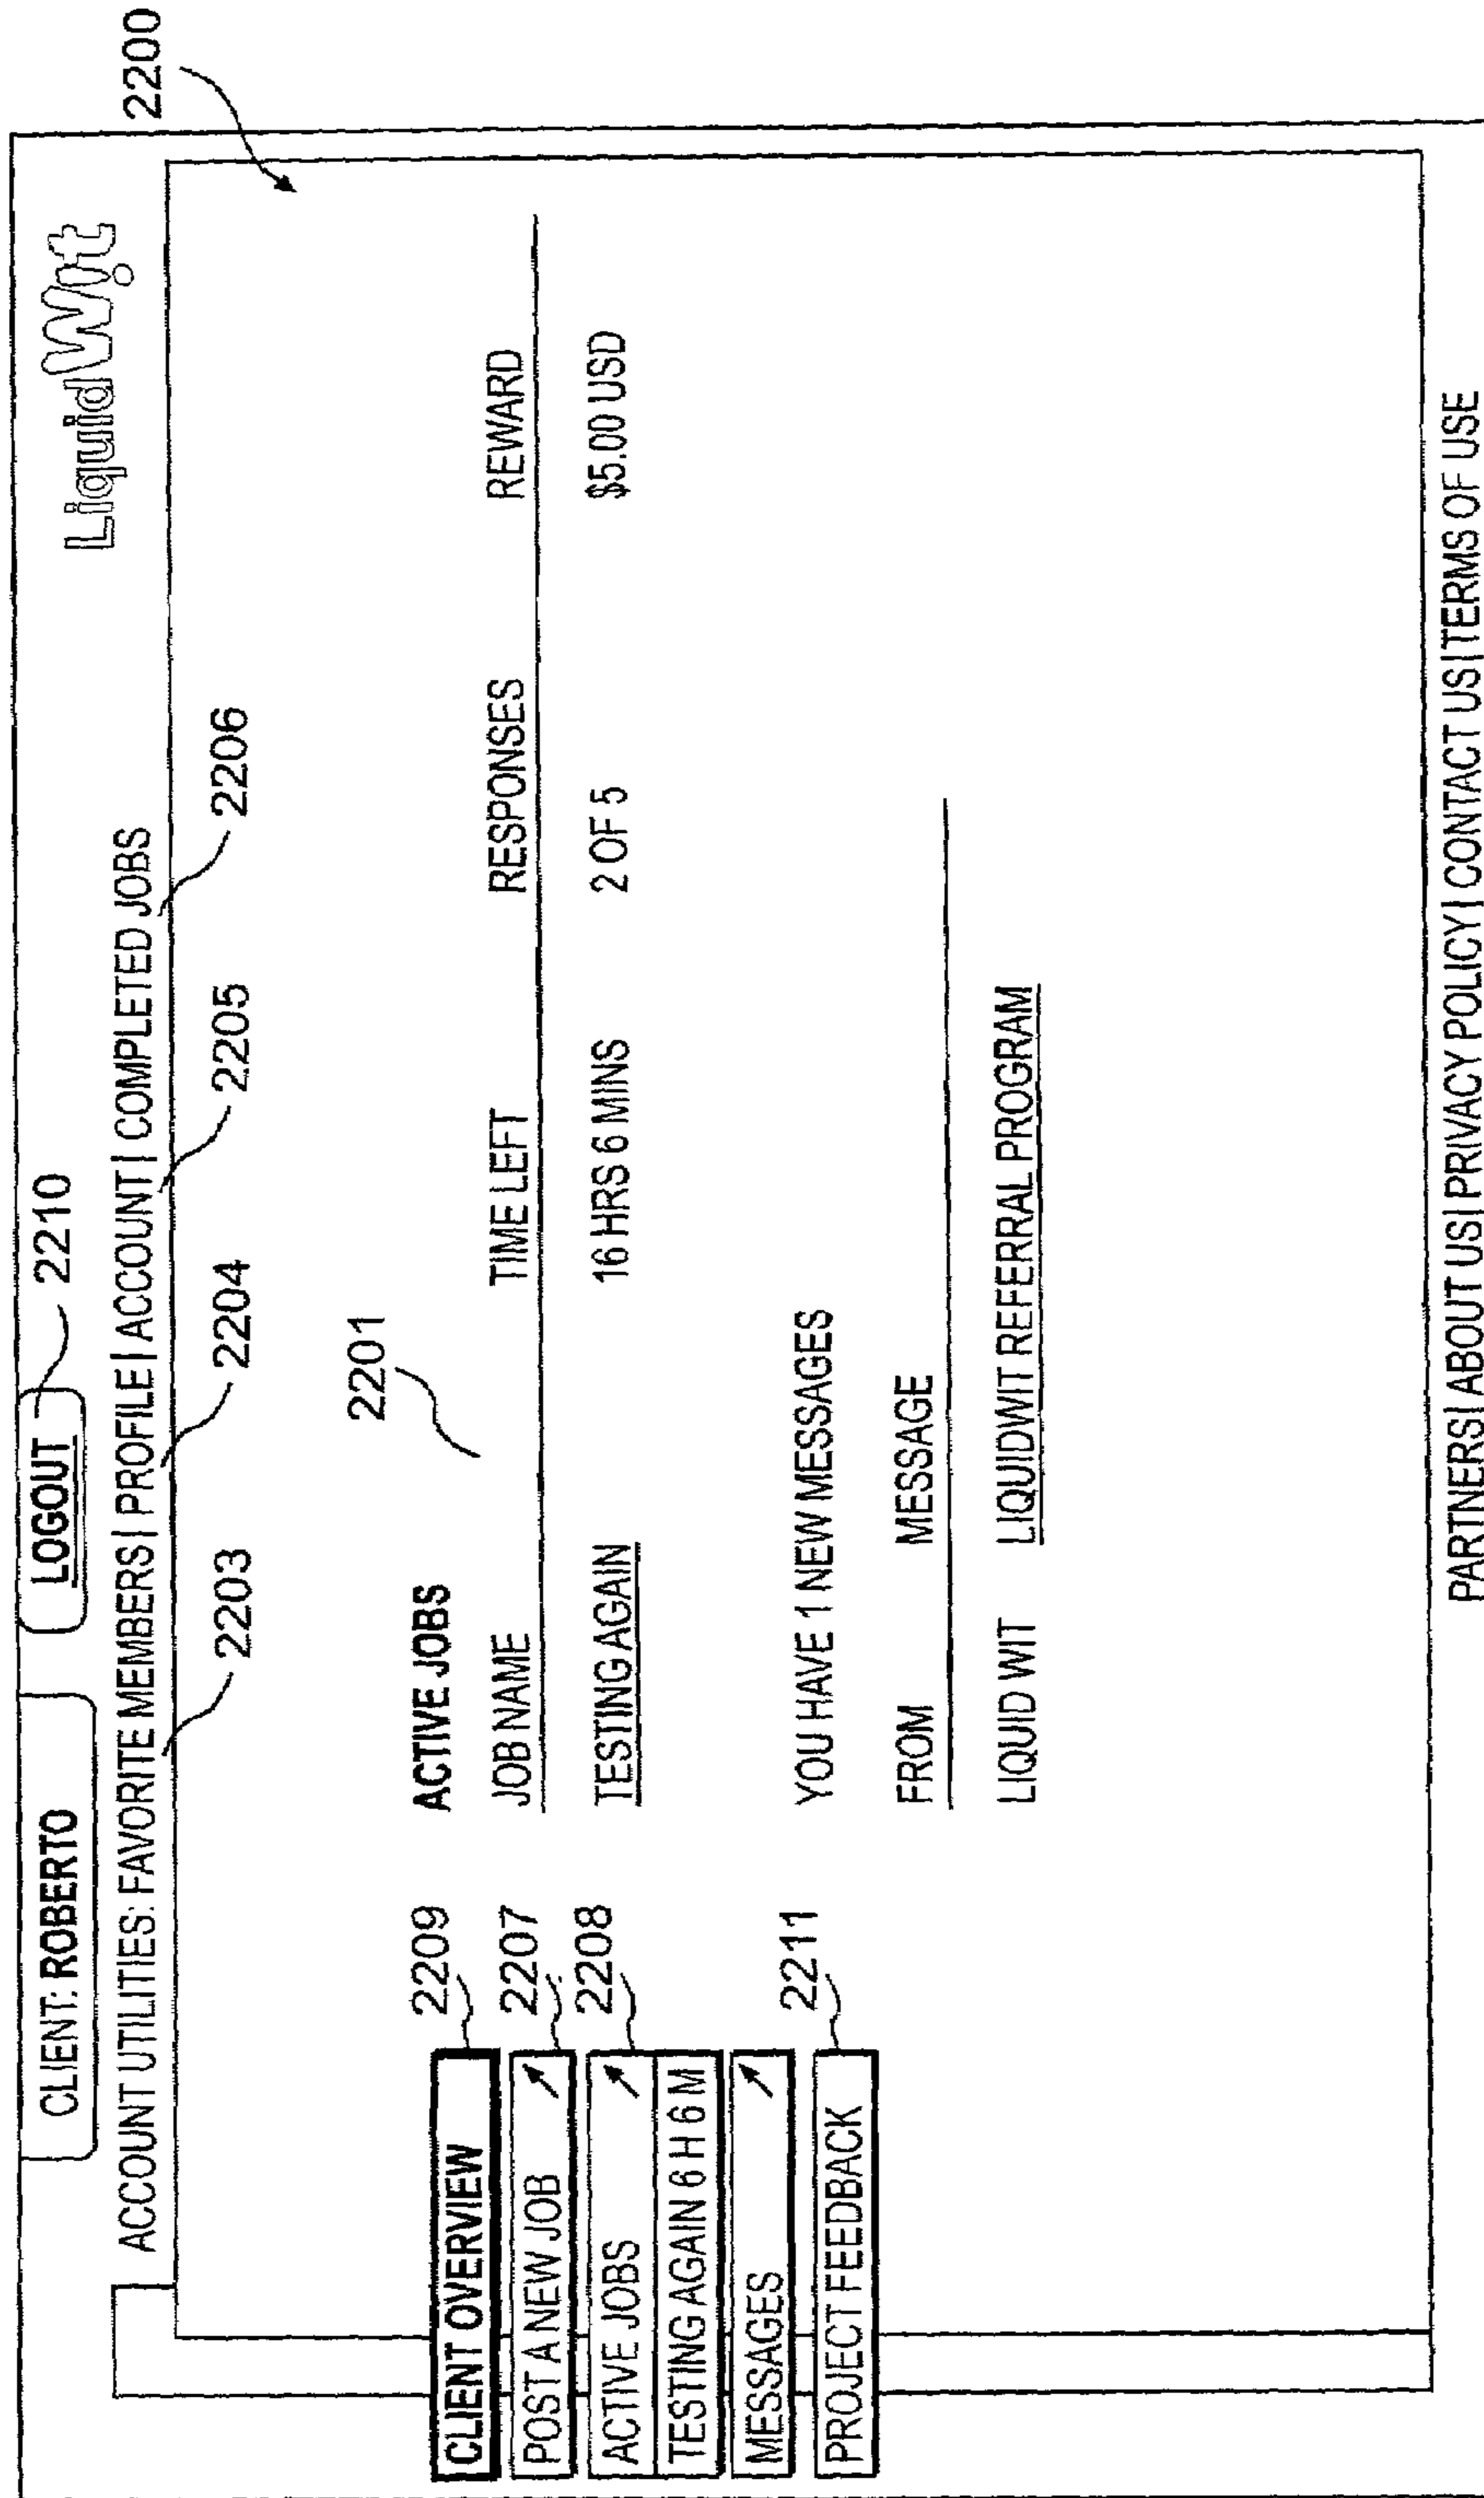 2200
CLIENT: ROBERTO
LOGOUT
2210
LiquidWit
ACCOUNT UTILITIES: FAVORITE MEMBERS| PROFILE| ACCOUNT| COMPLETED JOBS
2203
2204
2205
2206
2201
CLIENT OVERVIEW
2209
ACTIVE JOBS
POST A NEW JOB
2207
JOB NAME TIME LEFT RESPONSES REWARD
ACTIVE JOBS
2208
TESTING AGAIN 16 HRS 6 MINS 2 OF 5 $5.00 USD
TESTING AGAIN 6 H 6 M
MESSAGES
YOU HAVE 1 NEW MESSAGES
PROJECT FEEDBACK
2211
FROM MESSAGE
LIQUID WIT LIQUIDWIT REFERRAL PROGRAM
PARTNERS| ABOUT US| PRIVACY POLICY| CONTACT US|TERMS OF USE